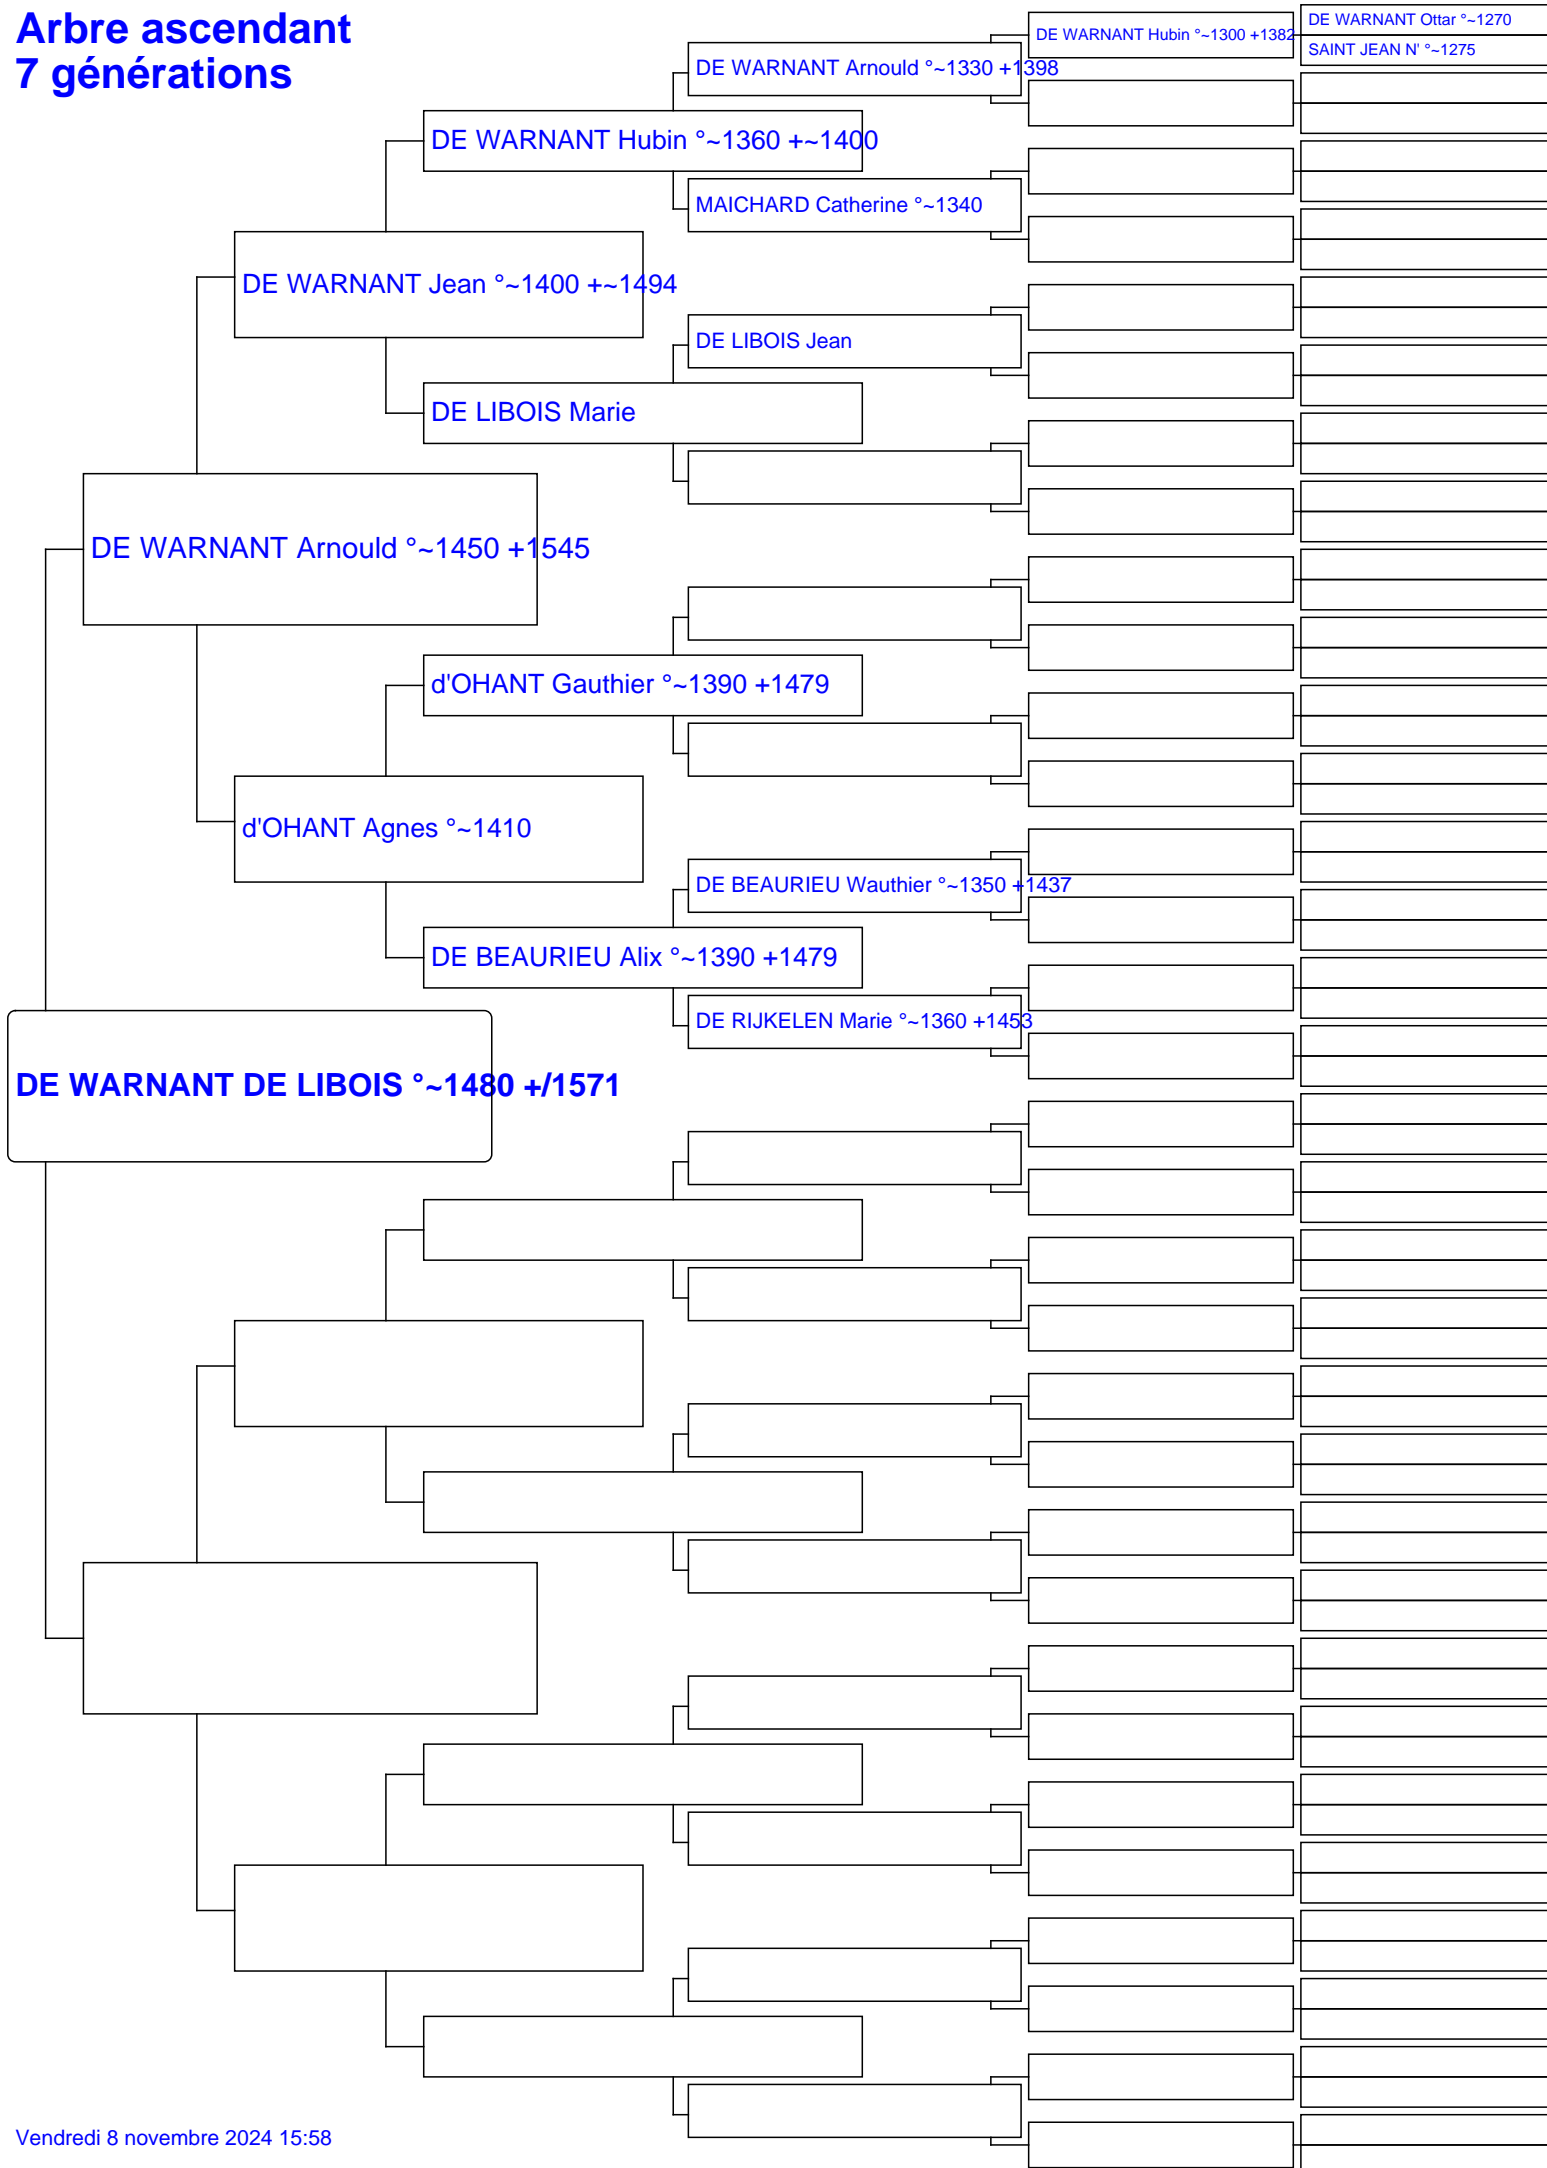 Arbre ascendant
7 générations
DE WARNANT Ottar °~1270
DE WARNANT Hubin °~1300 +1382
SAINT JEAN N' °~1275
DE WARNANT Arnould °~1330 +1398
DE WARNANT Hubin °~1360 +~1400
MAICHARD Catherine °~1340
DE WARNANT Jean °~1400 +~1494
DE LIBOIS Jean
DE LIBOIS Marie
DE WARNANT Arnould °~1450 +1545
d'OHANT Gauthier °~1390 +1479
d'OHANT Agnes °~1410
DE BEAURIEU Wauthier °~1350 +1437
DE BEAURIEU Alix °~1390 +1479
DE RIJKELEN Marie °~1360 +1453
DE WARNANT DE LIBOIS °~1480 +/1571
Vendredi 8 novembre 2024 15:58